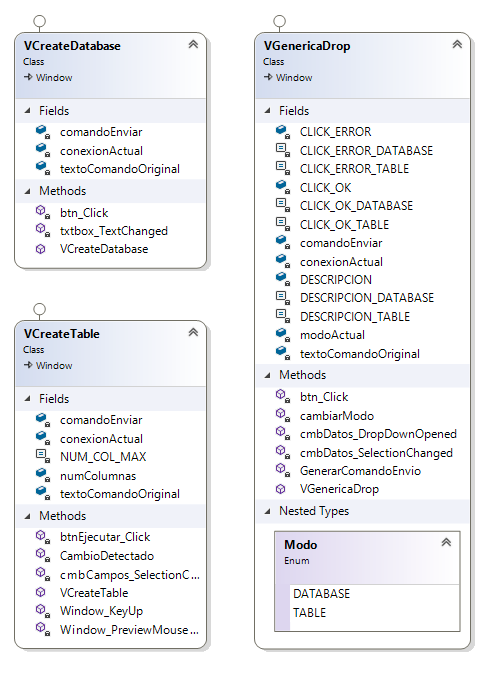 VCreateDatabase
Class
Window
Fields
comandoEnviar
conexionActual
textoComandoOriginal
Methods
btn_Click
txtbox_TextChanged
VCreateDatabase
VCreateTable
Class
Window
Fields
comandoEnviar
conexionActual
NUM_COL_MAX
numColumnas
textoComandoOriginal
Methods
btnEjecutar_Click
CambioDetectado
cmbCampos_SelectionC...
VCreateTable
Window_KeyUp
Window_PreviewMouse...
VGenericaDrop
Class
Window
Fields
CLICK_ERROR
CLICK_ERROR_DATABASE
CLICK_ERROR_TABLE
CLICK_OK
CLICK_OK_DATABASE
CLICK_OK_TABLE
comandoEnviar
conexionActual
DESCRIPCION
DESCRIPCION_DATABASE
DESCRIPCION_TABLE
modoActual
textoComandoOriginal
Methods
btn_Click
cambiarModo
cmbDatos_DropDownOpened
cmbDatos_SelectionChanged
GenerarComandoEnvio
VGenericaDrop
Nested Types
Modo
Enum
DATABASE
TABLE